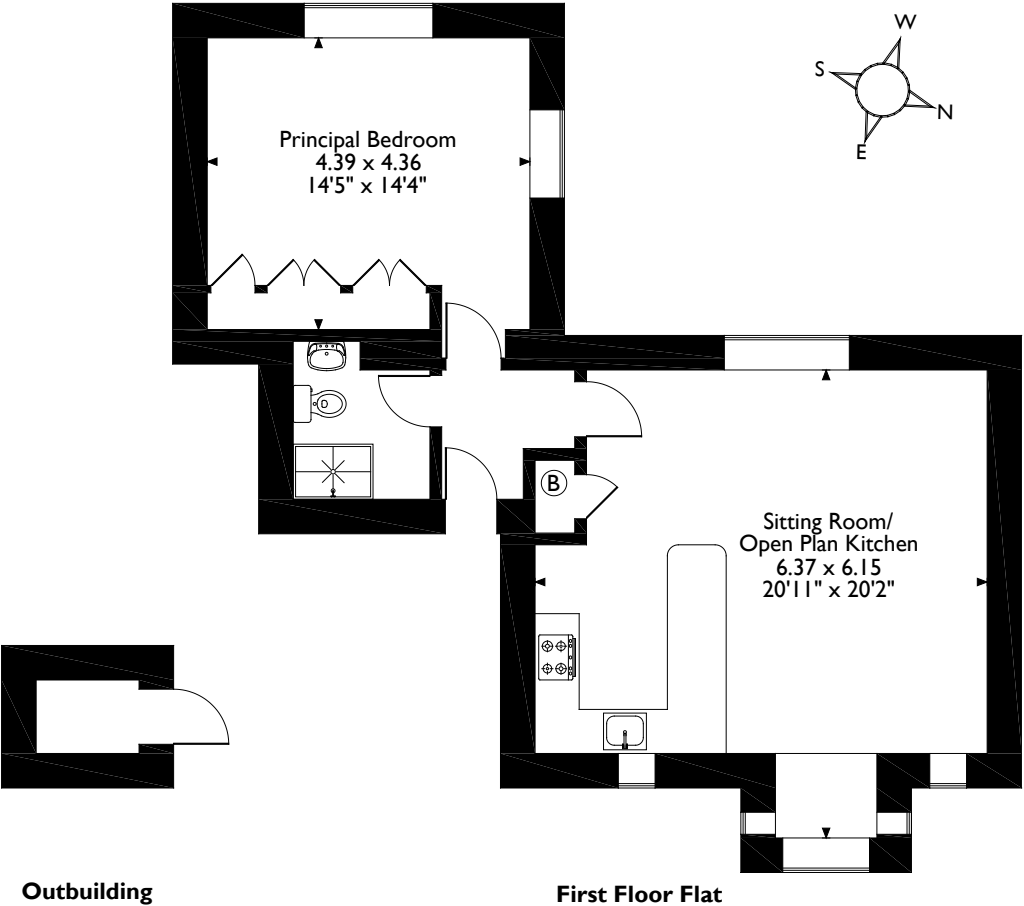 W
S
N
E
Principal Bedroom
4.39 x 4.36
14'5" x 14'4"
B
Sitting Room/
Open Plan Kitchen
6.37 x 6.15
20'11" x 20'2"
Outbuilding
First Floor Flat